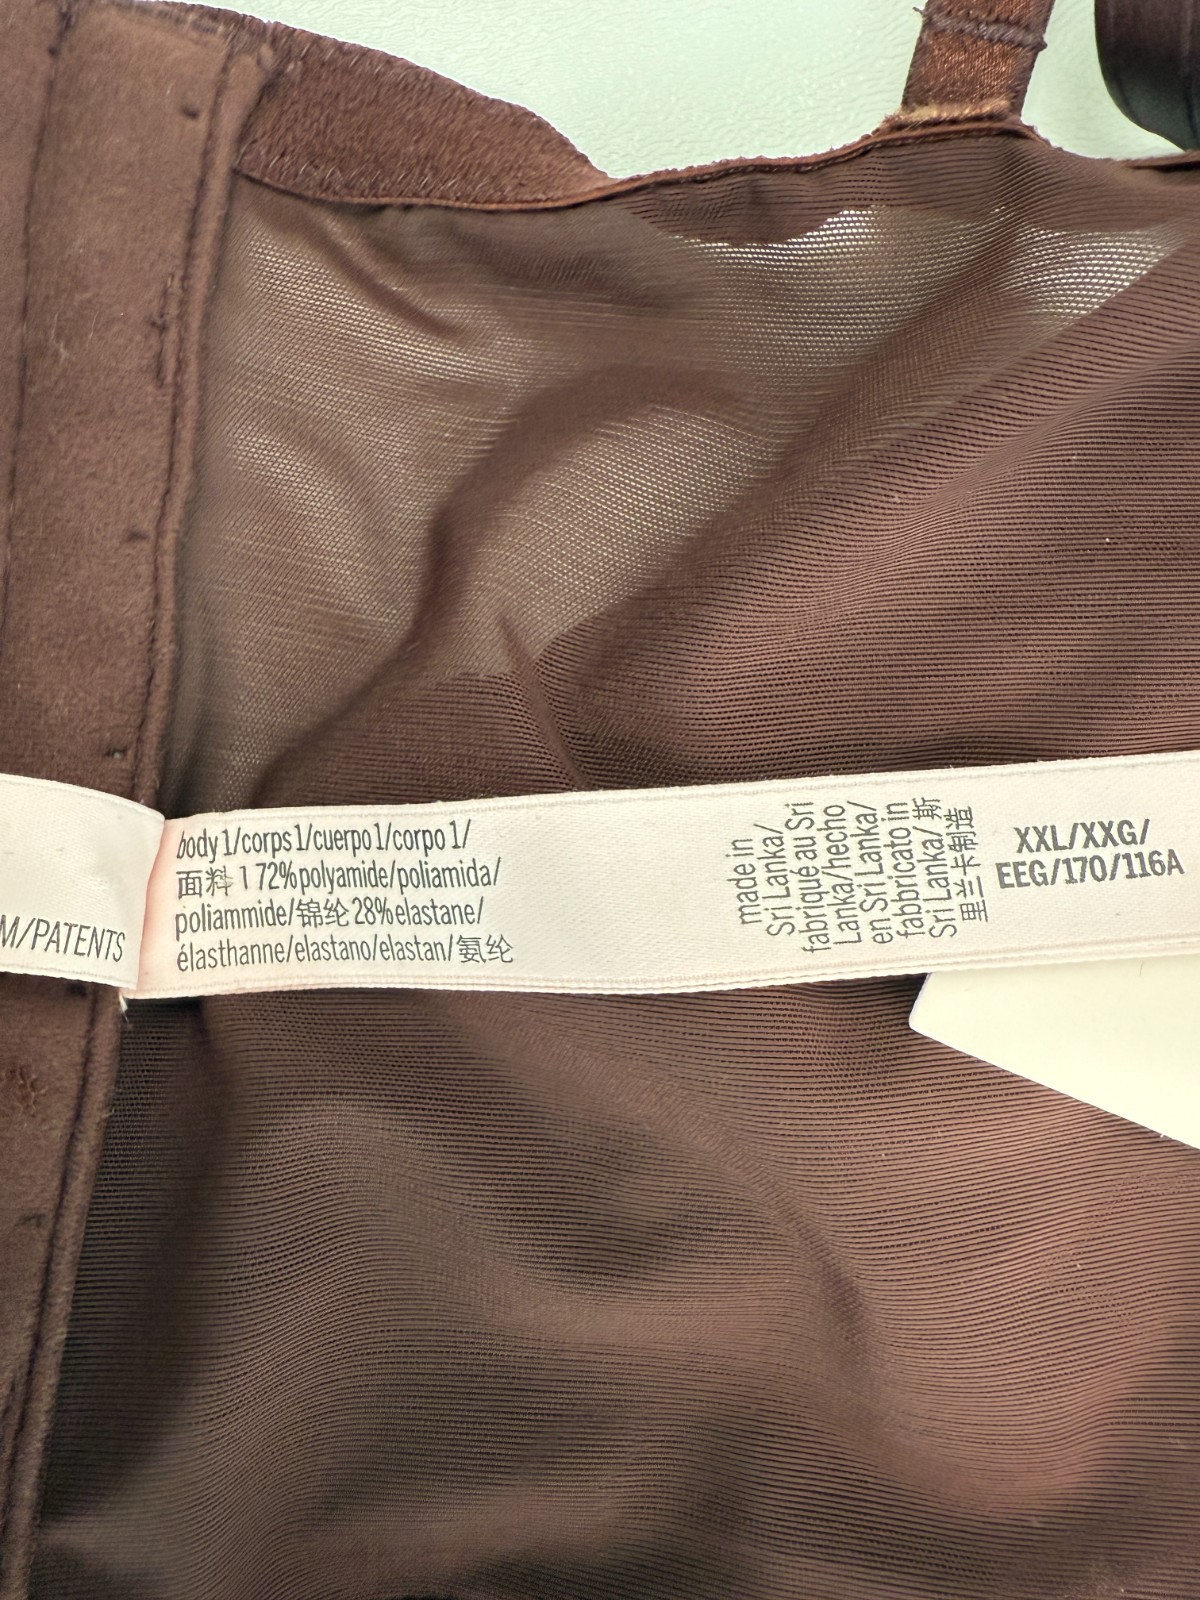 M/PATENTS
body 1/corps 1/cuerpo 1/corpo 1/
面料 1 72% polyamide/poliamida/
poliammide/锦纶 28% elastane/
élasthanne/elastano/elastan/氨纶
made in
Sri Lanka/
fabriqué au Sri
Lanka/hecho
en Sri Lanka/
fabbricato in
Sri Lanka/ 斯
里兰卡制造
XXL/XXG/
EEG/170/116A